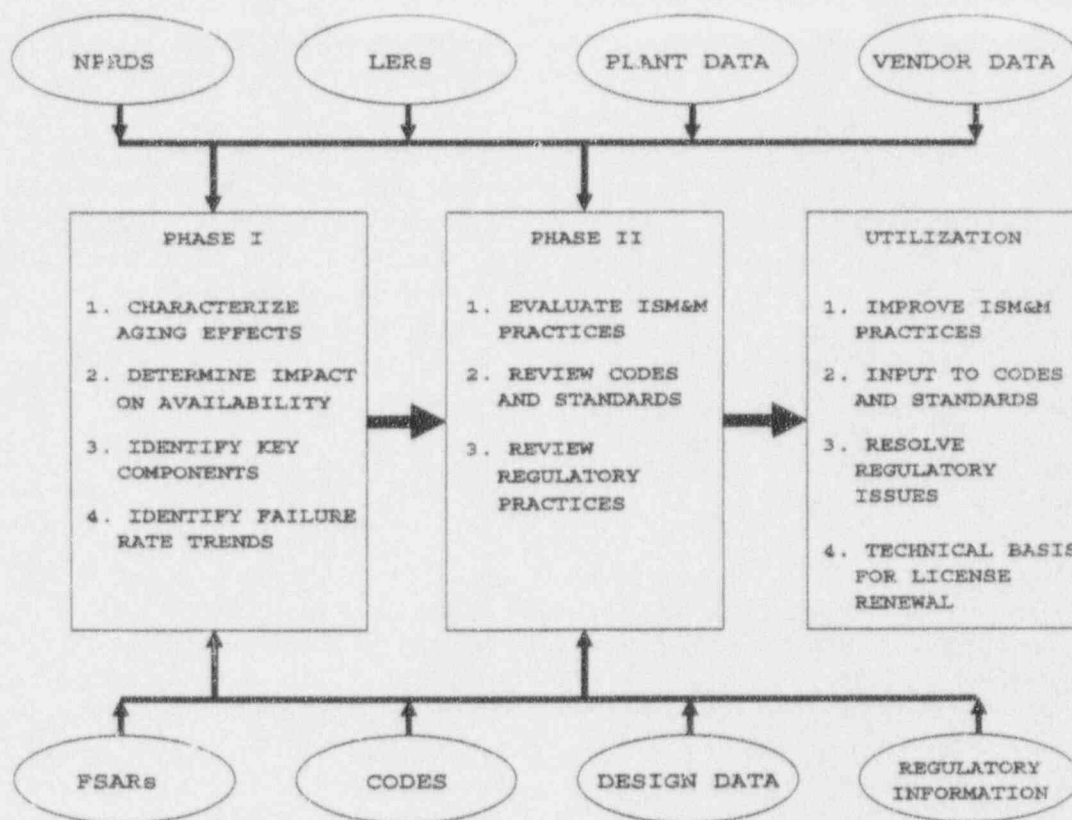 NPRDS
LERs
PLANT DATA
VENDOR DATA
PHASE I
1. CHARACTERIZE
AGING EFFECTS
2. DETERMINE IMPACT
ON AVAILABILITY
3. IDENTIFY KEY
COMPONENTS
4. IDENTIFY FAILURE
RATE TRENDS
PHASE II
1. EVALUATE ISM&M
PRACTICES
2. REVIEW CODES
AND STANDARDS
3. REVIEW
REGULATORY
PRACTICES
UTILIZATION
1. IMPROVE ISM&M
PRACTICES
2. INPUT TO CODES
AND STANDARDS
3. RESOLVE
REGULATORY
ISSUES
4. TECHNICAL BASIS
FOR LICENSE
RENEWAL
FSARs
CODES
DESIGN DATA
REGULATORY
INFORMATION